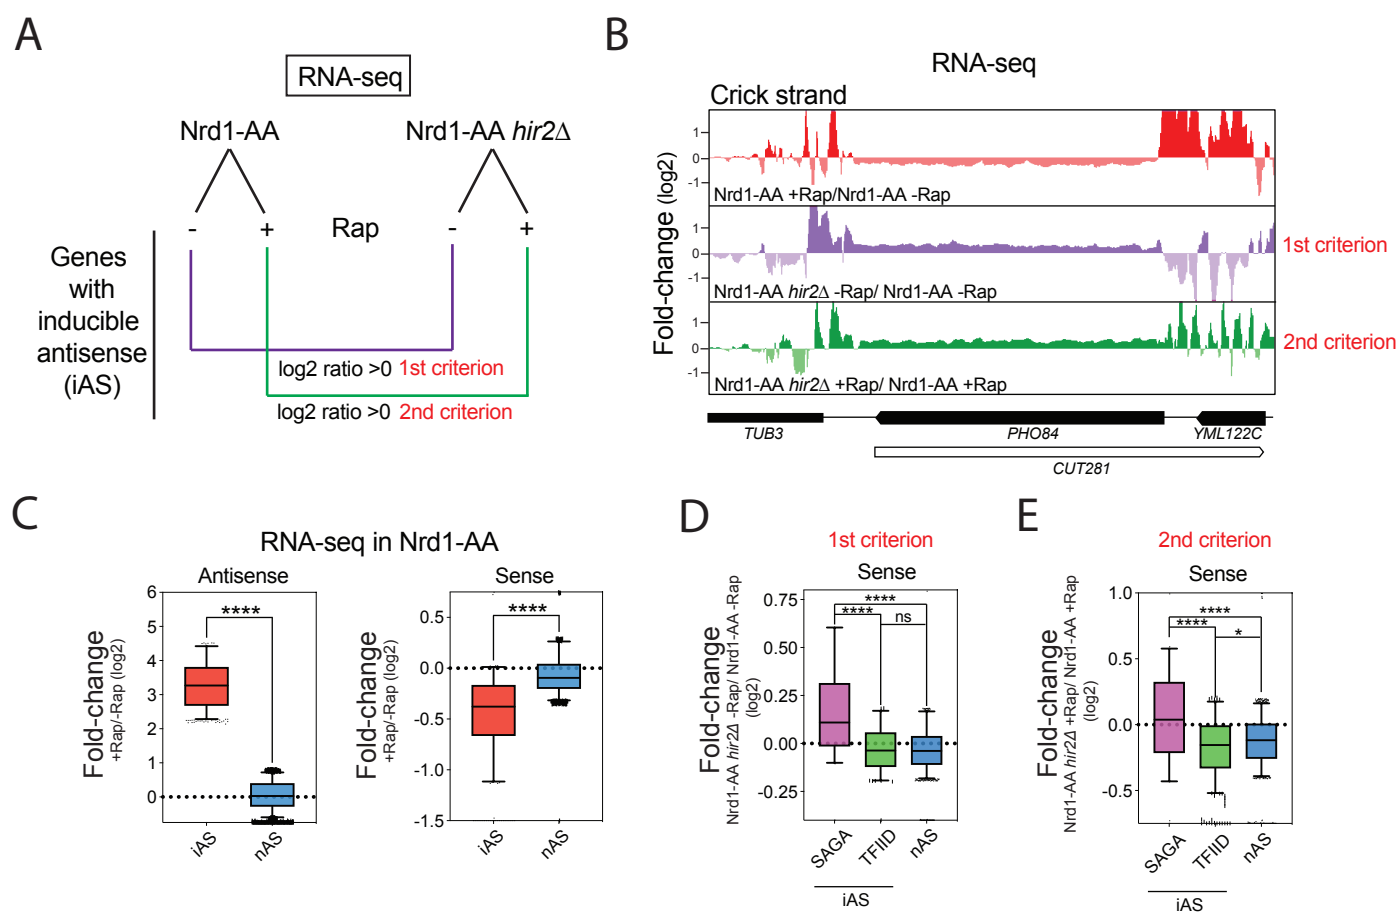 A
RNA-seq
Nrd1-AA
Nrd1-AA hir2Δ
- + Rap - +
Genes
with
inducible
antisense
(iAS)
log2 ratio >0 1st criterion
log2 ratio >0 2nd criterion
B
RNA-seq
Crick strand
Fold-change (log2)
1
0
-1
Nrd1-AA +Rap/Nrd1-AA -Rap
1
0
-1
Nrd1-AA hir2Δ -Rap/ Nrd1-AA -Rap
1st criterion
1
0
-1
Nrd1-AA hir2Δ +Rap/ Nrd1-AA +Rap
2nd criterion
TUB3
PHO84
YML122C
CUT281
C
RNA-seq in Nrd1-AA
Antisense
Fold-change
+Rap/-Rap (log2)
6
5
4
3
2
1
0
****
iAS
nAS
Sense
Fold-change
+Rap/-Rap (log2)
0.5
0.0
-0.5
-1.0
-1.5
****
iAS
nAS
D
1st criterion
Sense
Fold-change
Nrd1-AA hir2Δ -Rap/ Nrd1-AA -Rap
(log2)
0.75
0.50
0.25
0.00
-0.25
****
****
ns
SAGA
TFIID
nAS
iAS
E
2nd criterion
Sense
Fold-change
Nrd1-AA hir2Δ +Rap/ Nrd1-AA +Rap
(log2)
1.0
0.5
0.0
-0.5
****
****
*
SAGA
TFIID
nAS
iAS